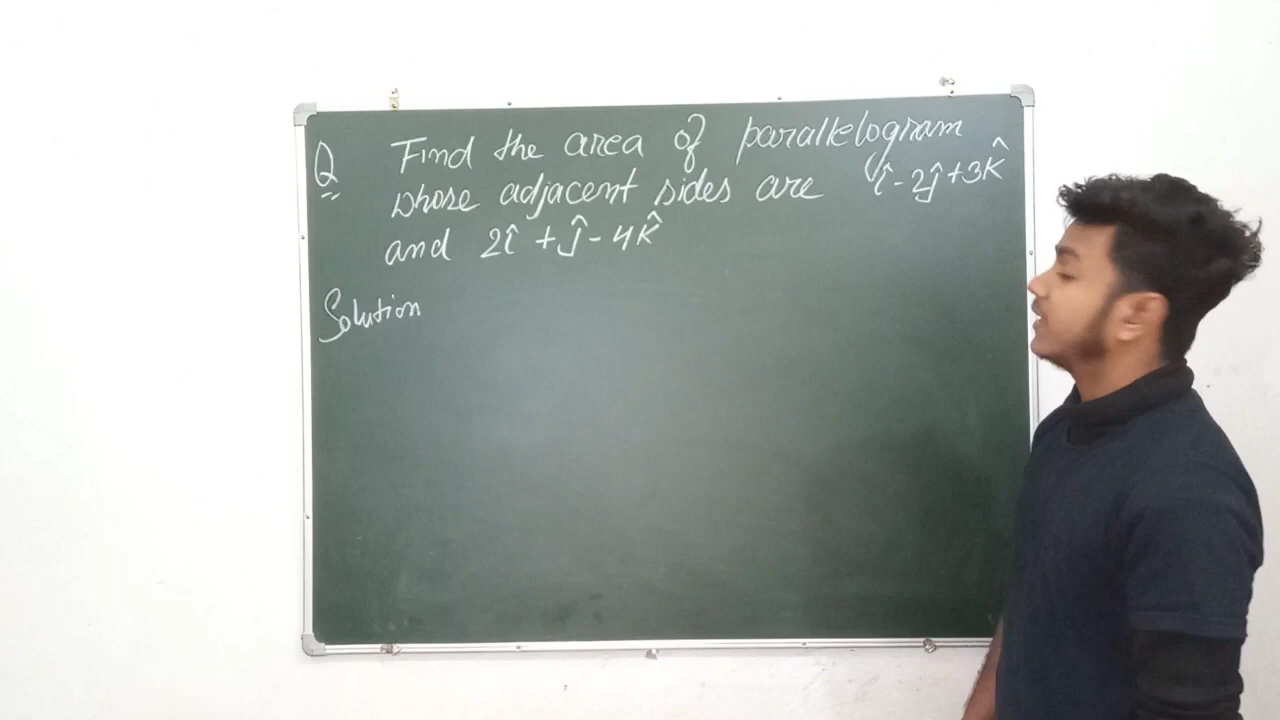 Q Find the area of parallelogram
whose adjacent sides are î - 2ĵ + 3k̂
and 2î + ĵ - 4k̂
Solution